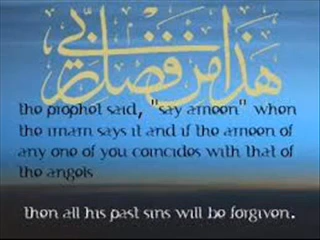 هذا من فضل ربي
the prophet said, "say ameen" when
the imam says it and if the ameen of
any one of you coincides with that of
the angels
then all his past sins will be forgiven.